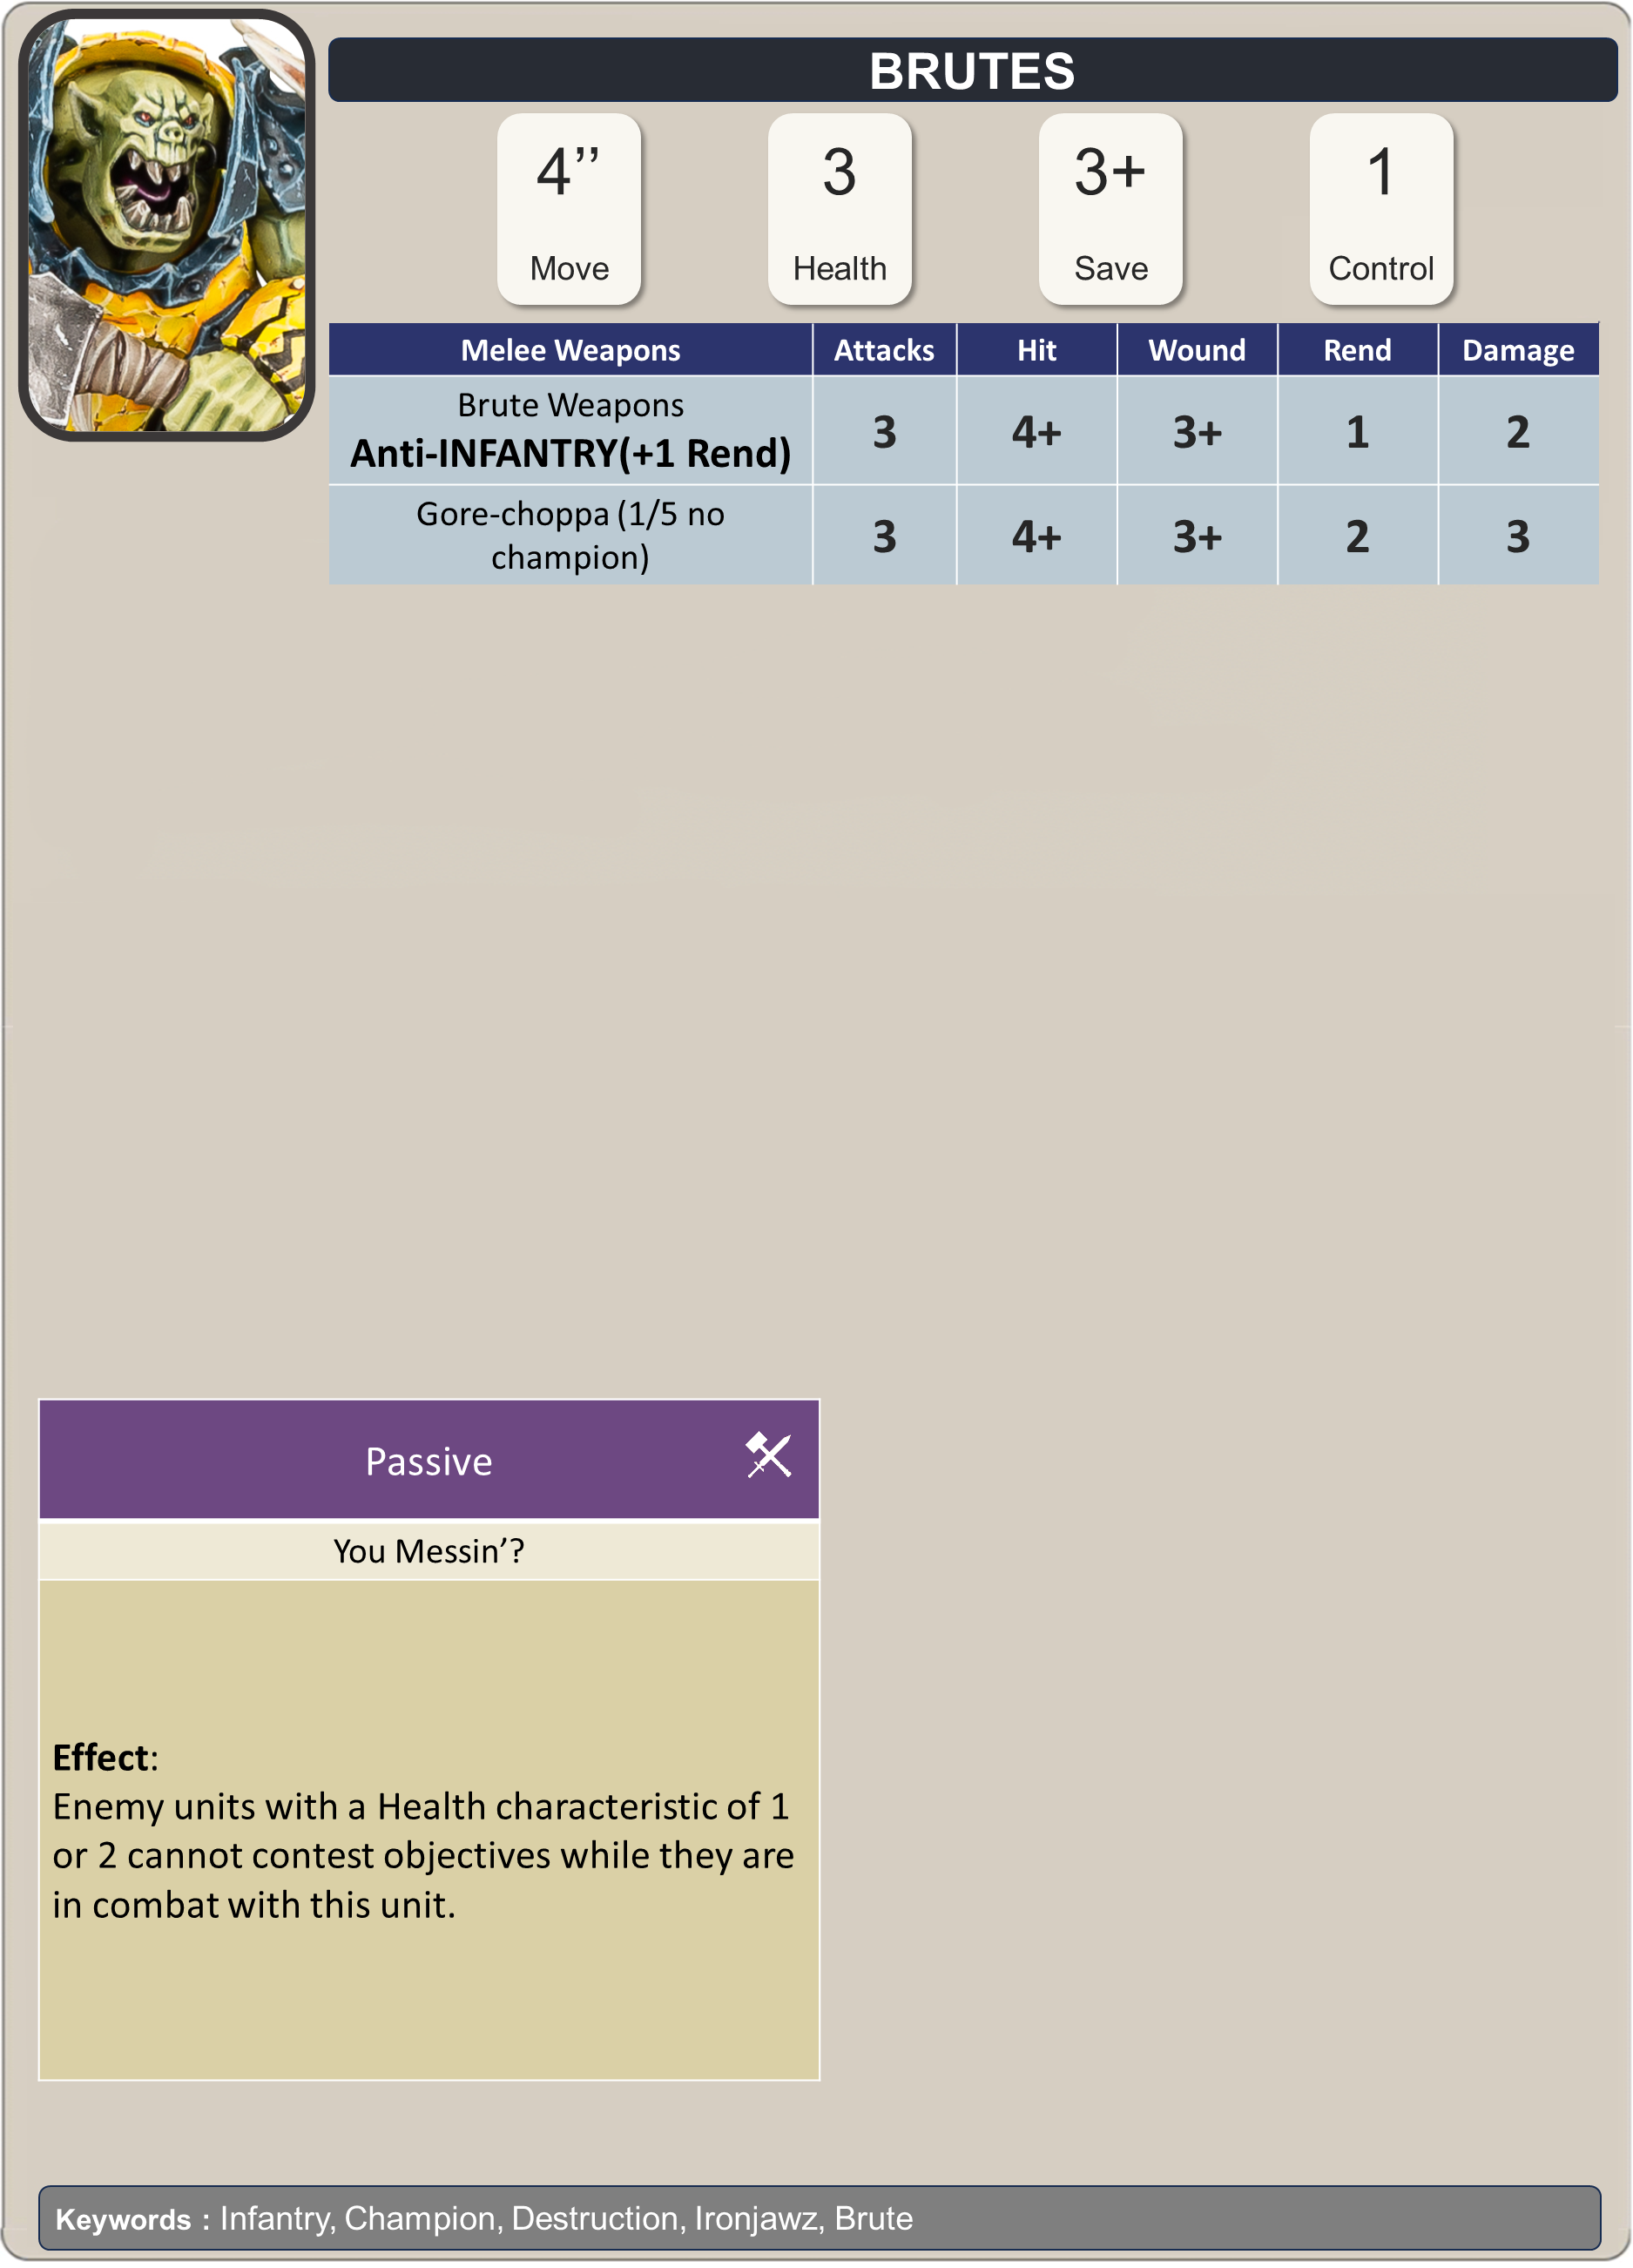 BRUTES
4’’
Move
3
Health
3+
Save
1
Control
Melee Weapons Attacks Hit Wound Rend Damage
Brute Weapons
Anti-INFANTRY(+1 Rend) 3 4+ 3+ 1 2
Gore-choppa (1/5 no
champion) 3 4+ 3+ 2 3
Passive
You Messin’?
Effect:
Enemy units with a Health characteristic of 1
or 2 cannot contest objectives while they are
in combat with this unit.
Keywords : Infantry, Champion, Destruction, Ironjawz, Brute